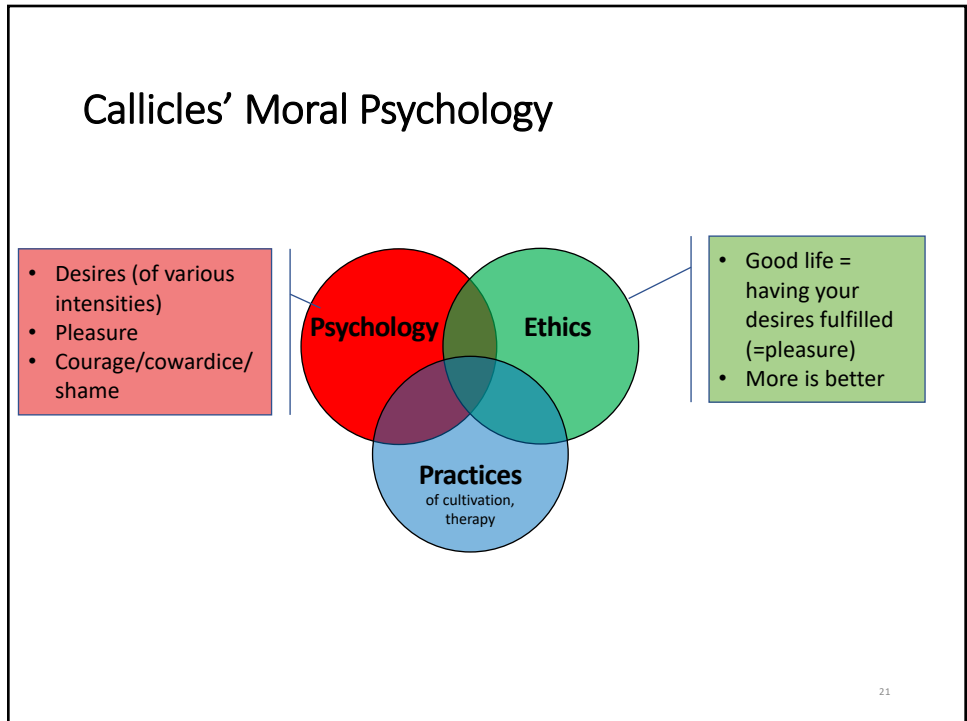 Callicles’ Moral Psychology
• Desires (of various
intensities)
• Pleasure
• Courage/cowardice/
shame
Psychology
Ethics
Practices
of cultivation,
therapy
• Good life =
having your
desires fulfilled
(=pleasure)
• More is better
21